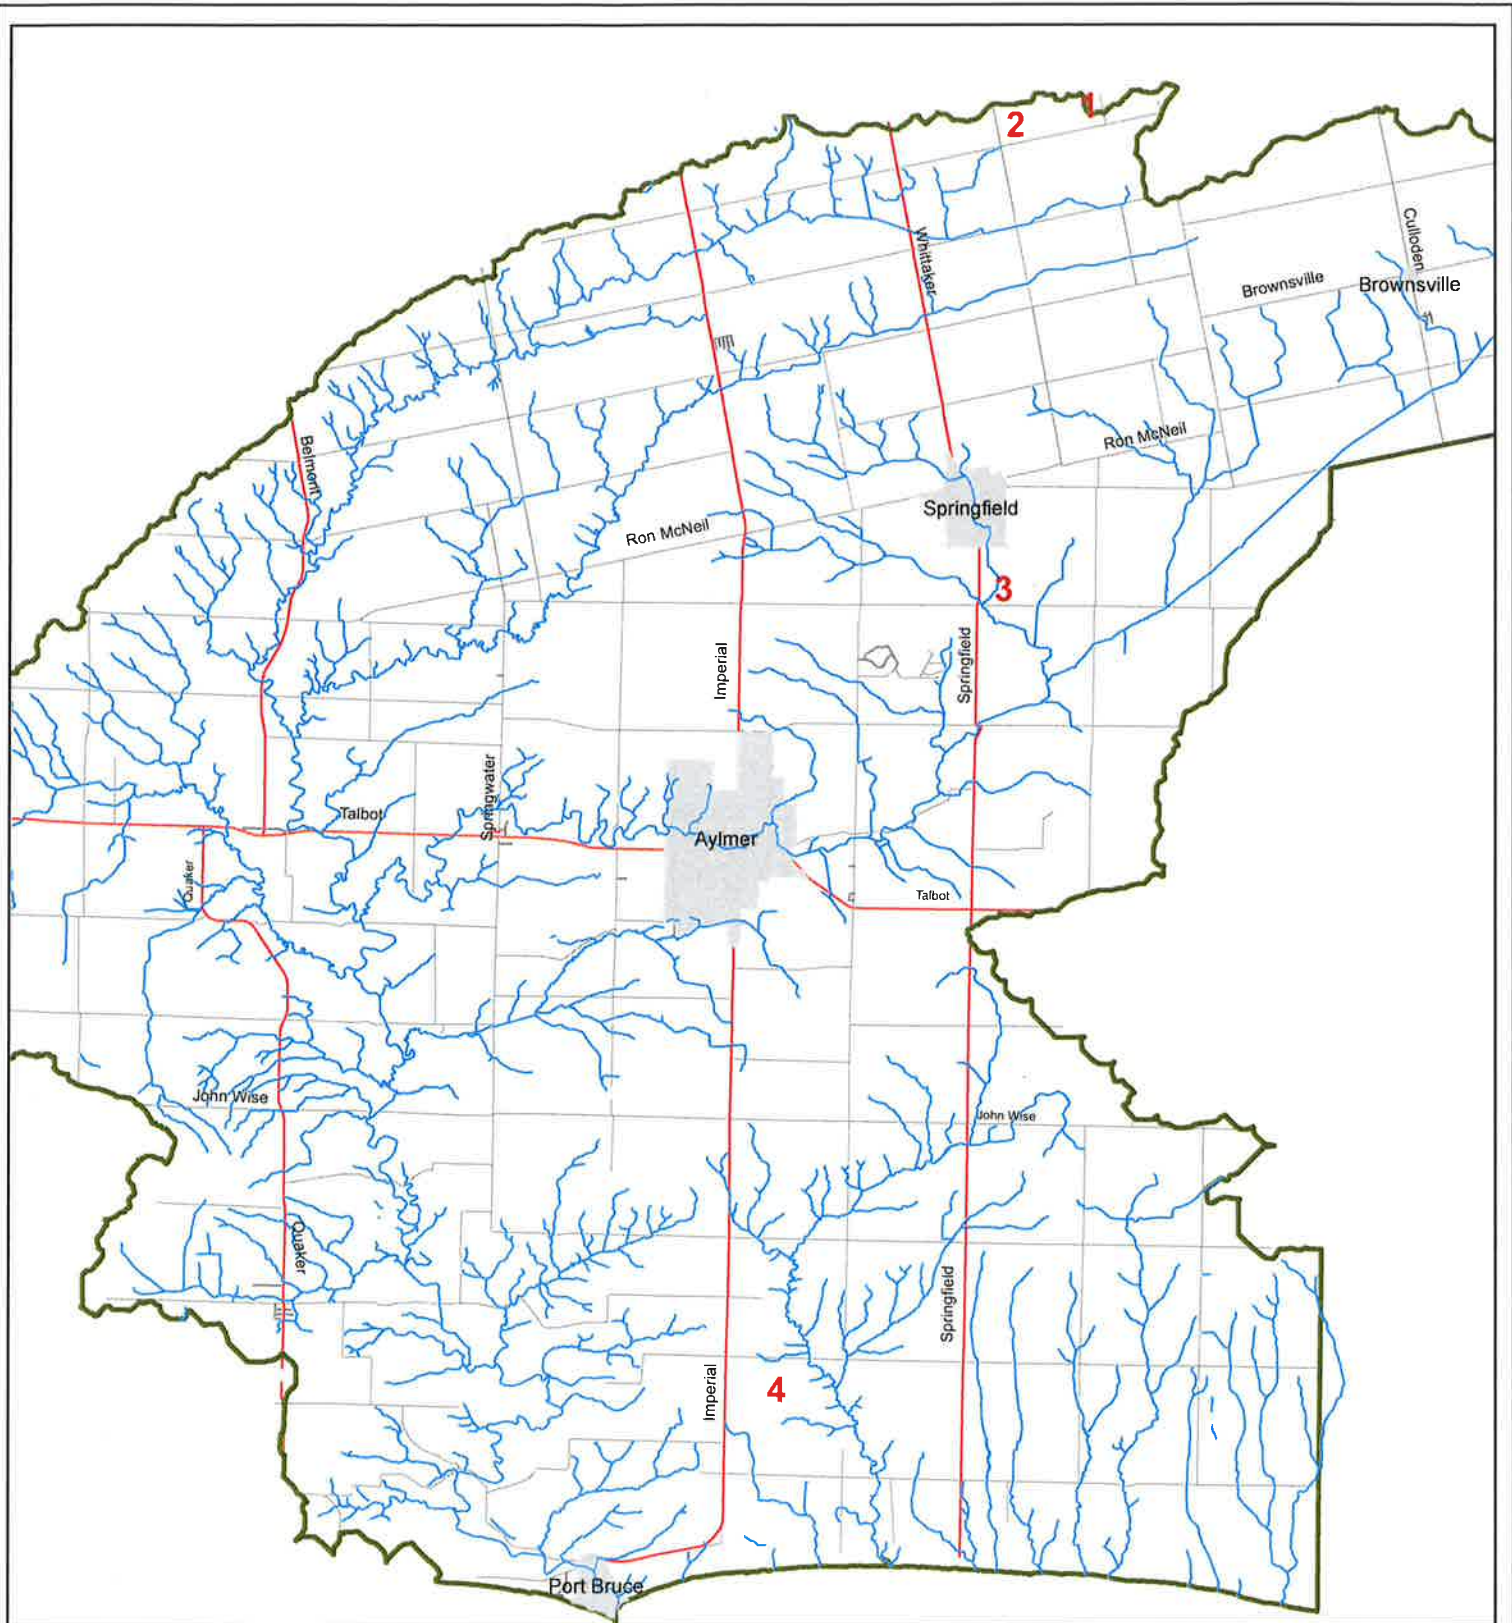 1
2
Whittaker
Culloden
Brownsville
Brownsville
Belmont
Ron McNeil
Springfield
Ron McNeil
3
Springfield
Imperial
Springwater
Talbot
Aylmer
Quaker
Talbot
John Wise
John Wise
Quaker
Springfield
Imperial
4
Port Bruce